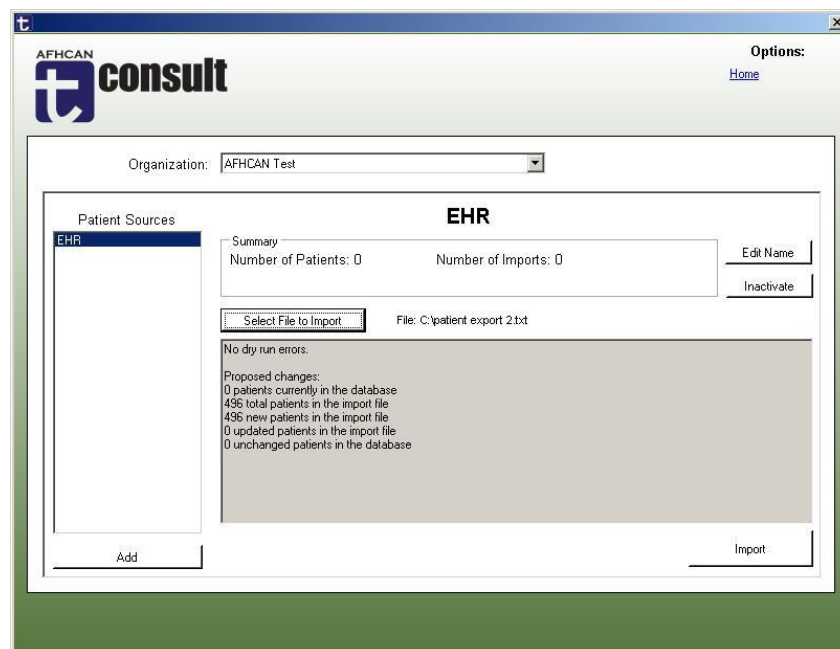 t
AFHCAN
t consult
Options:
Home
Organization: AFHCAN Test
Patient Sources
EHR
EHR
Summary
Number of Patients: 0 Number of Imports: 0
Edit Name
Inactivate
Select File to Import File: C:\patient export 2.txt
No dry run errors.
Proposed changes:
0 patients currently in the database
496 total patients in the import file
496 new patients in the import file
0 updated patients in the import file
0 unchanged patients in the database
Add
Import